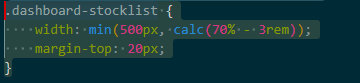 .dashboard-stocklist {
    width: min(500px, calc(70% - 3rem));
    margin-top: 20px;
}